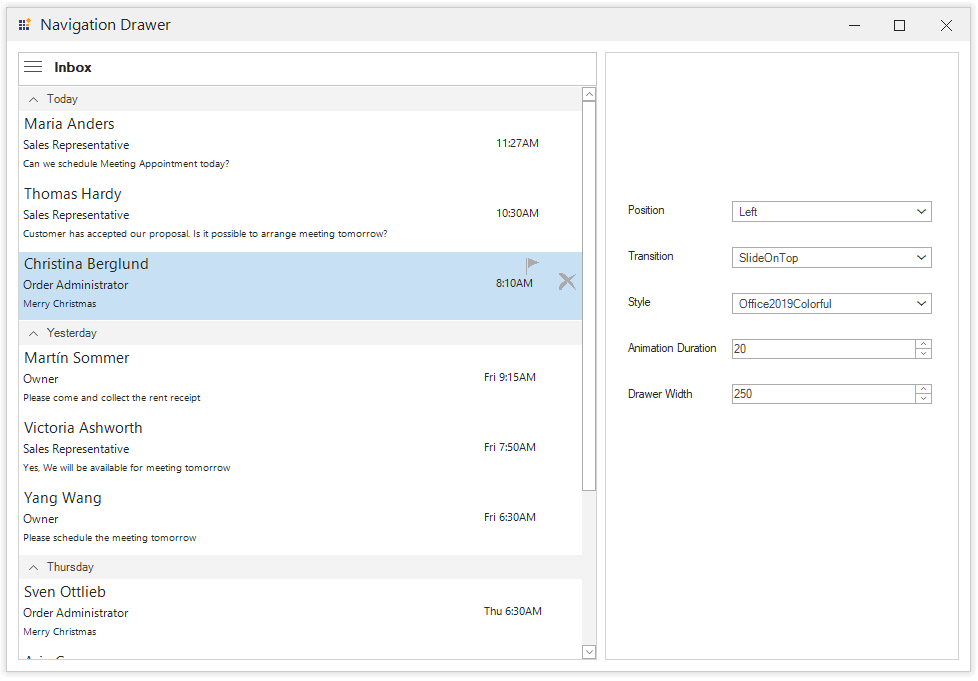 Navigation Drawer
Inbox
Today
Maria Anders
Sales Representative
11:27AM
Can we schedule Meeting Appointment today?
Thomas Hardy
Sales Representative
10:30AM
Customer has accepted our proposal. Is it possible to arrange meeting tomorrow?
Christina Berglund
Order Administrator
8:10AM
Merry Christmas
Yesterday
Martín Sommer
Owner
Fri 9:15AM
Please come and collect the rent receipt
Victoria Ashworth
Sales Representative
Fri 7:50AM
Yes, We will be available for meeting tomorrow
Yang Wang
Owner
Fri 6:30AM
Please schedule the meeting tomorrow
Thursday
Sven Ottlieb
Order Administrator
Thu 6:30AM
Merry Christmas
Position
Left
Transition
SlideOnTop
Style
Office2019Colorful
Animation Duration
20
Drawer Width
250